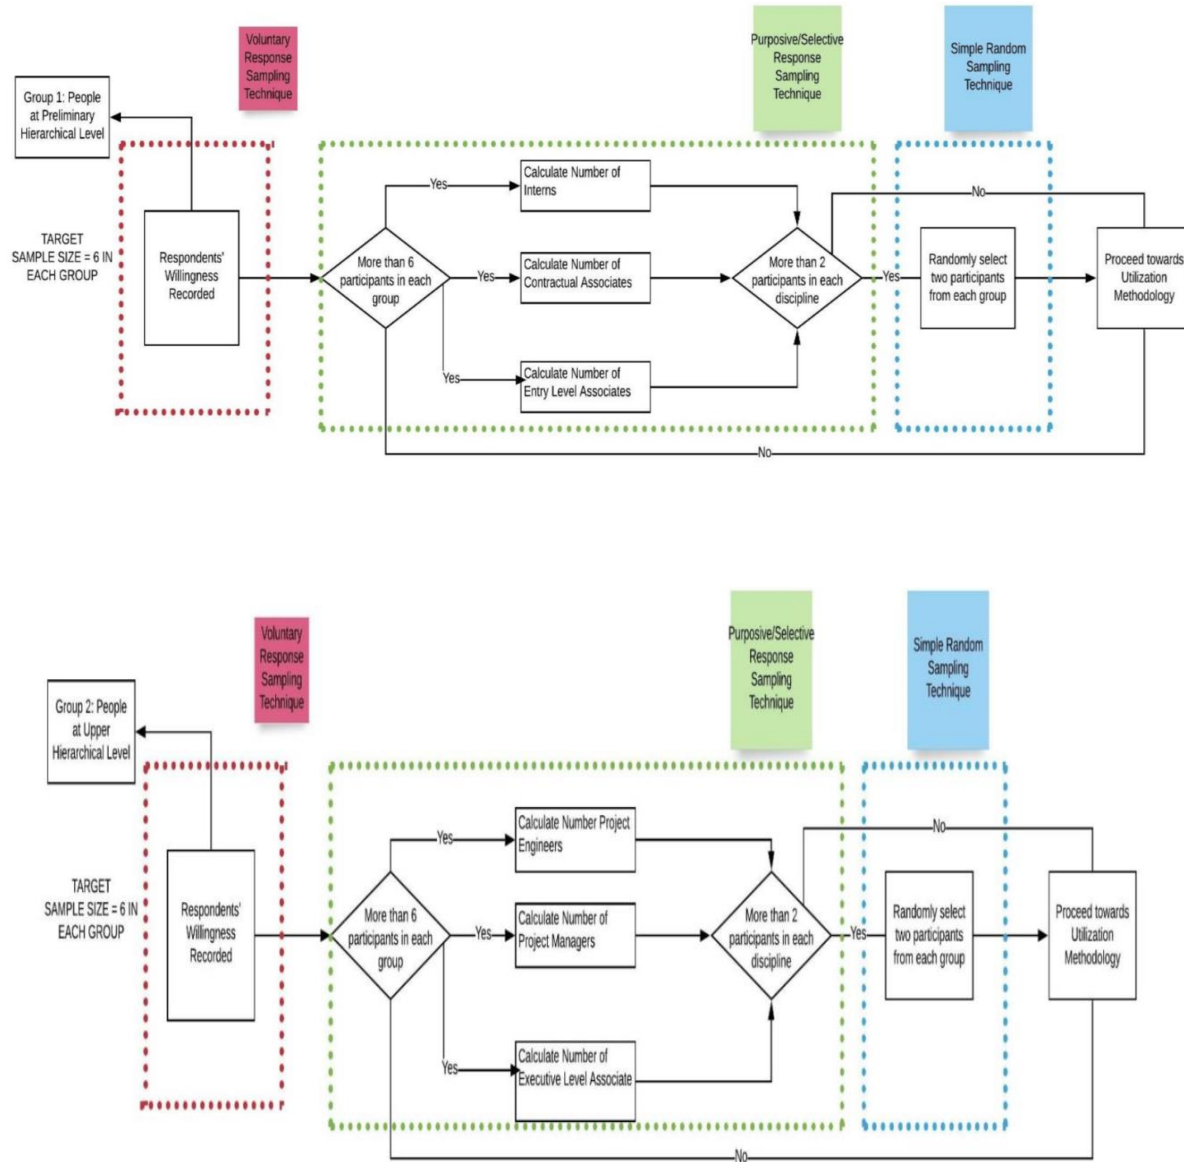 Voluntary
Response
Sampling
Technique
Purposive/Selective
Response
Sampling
Technique
Simple Random
Sampling
Technique
Group 1: People
at Preliminary
Hierarchical Level
TARGET
SAMPLE SIZE = 6 IN
EACH GROUP
Respondents'
Willingness
Recorded
More than 6
participants in each
group
Yes
Calculate Number of
Interns
Yes
Calculate Number of
Contractual Associates
Yes
Calculate Number of
Entry Level Associates
More than 2
participants in each
discipline
No
Yes
Randomly select
two participants
from each group
Proceed towards
Utilization
Methodology
No
Voluntary
Response
Sampling
Technique
Purposive/Selective
Response
Sampling
Technique
Simple Random
Sampling
Technique
Group 2: People
at Upper
Hierarchical Level
TARGET
SAMPLE SIZE = 6 IN
EACH GROUP
Respondents'
Willingness
Recorded
More than 6
participants in each
group
Yes
Calculate Number Project
Engineers
Yes
Calculate Number of
Project Managers
Yes
Calculate Number of
Executive Level Associate
More than 2
participants in each
discipline
No
Yes
Randomly select
two participants
from each group
Proceed towards
Utilization
Methodology
No